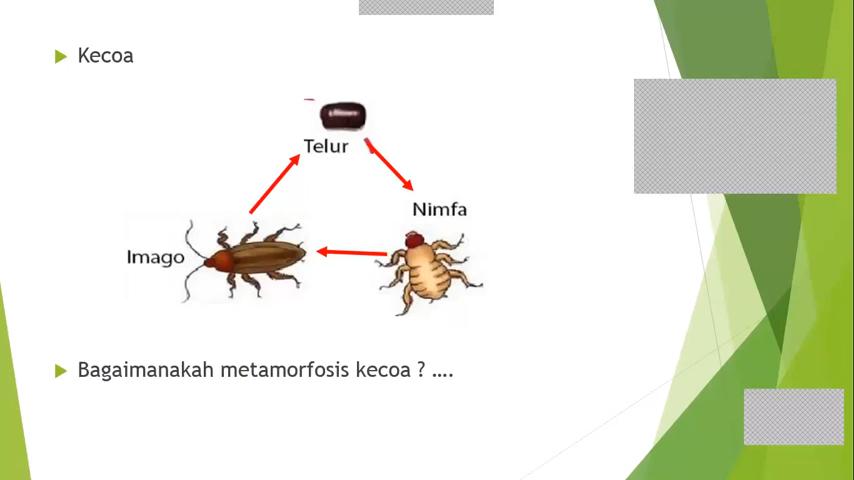 Kecoa
Telur
Nimfa
Imago
Bagaimanakah metamorfosis kecoa ? ....